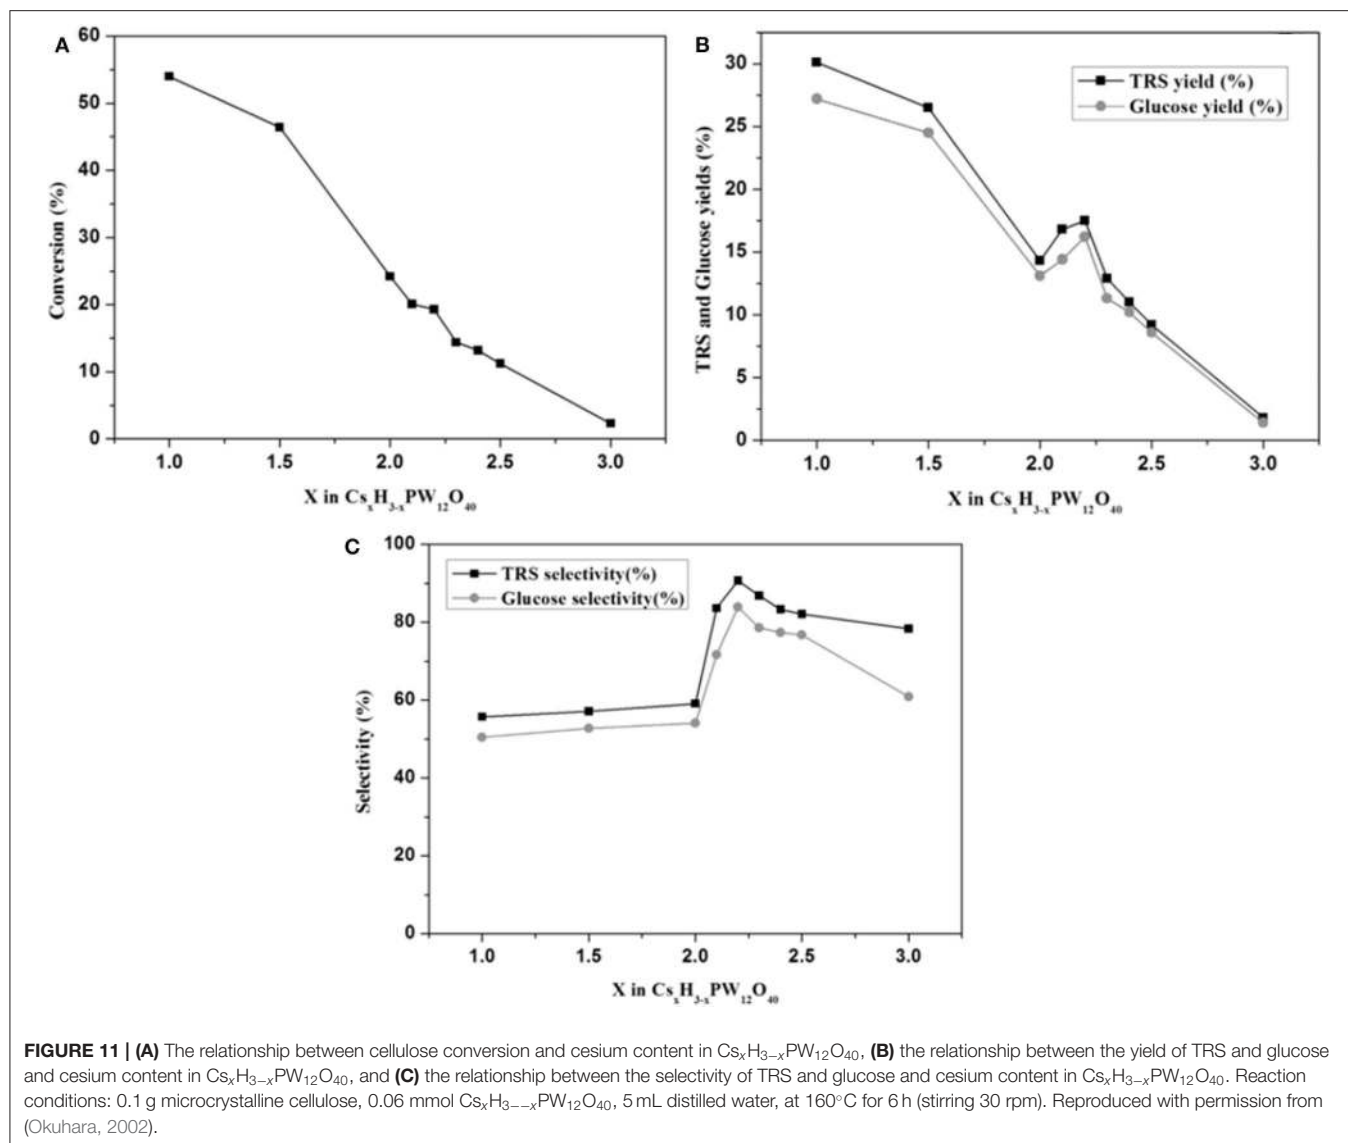 A
60
50
40
30
20
10
0
Conversion (%)
1.0 1.5 2.0 2.5 3.0
X in CsₓH₃₋ₓPW₁₂O₄₀
B
30
25
20
15
10
5
0
TRS and Glucose yields (%)
TRS yield (%)
Glucose yield (%)
1.0 1.5 2.0 2.5 3.0
X in CsₓH₃₋ₓPW₁₂O₄₀
C
100
80
60
40
20
0
Selectivity (%)
TRS selectivity(%)
Glucose selectivity(%)
1.0 1.5 2.0 2.5 3.0
X in CsₓH₃₋ₓPW₁₂O₄₀
FIGURE 11 | (A) The relationship between cellulose conversion and cesium content in CsₓH₃₋ₓPW₁₂O₄₀, (B) the relationship between the yield of TRS and glucose
and cesium content in CsₓH₃₋ₓPW₁₂O₄₀, and (C) the relationship between the selectivity of TRS and glucose and cesium content in CsₓH₃₋ₓPW₁₂O₄₀. Reaction
conditions: 0.1 g microcrystalline cellulose, 0.06 mmol CsₓH₃₋₋ₓPW₁₂O₄₀, 5 mL distilled water, at 160°C for 6 h (stirring 30 rpm). Reproduced with permission from
(Okuhara, 2002).